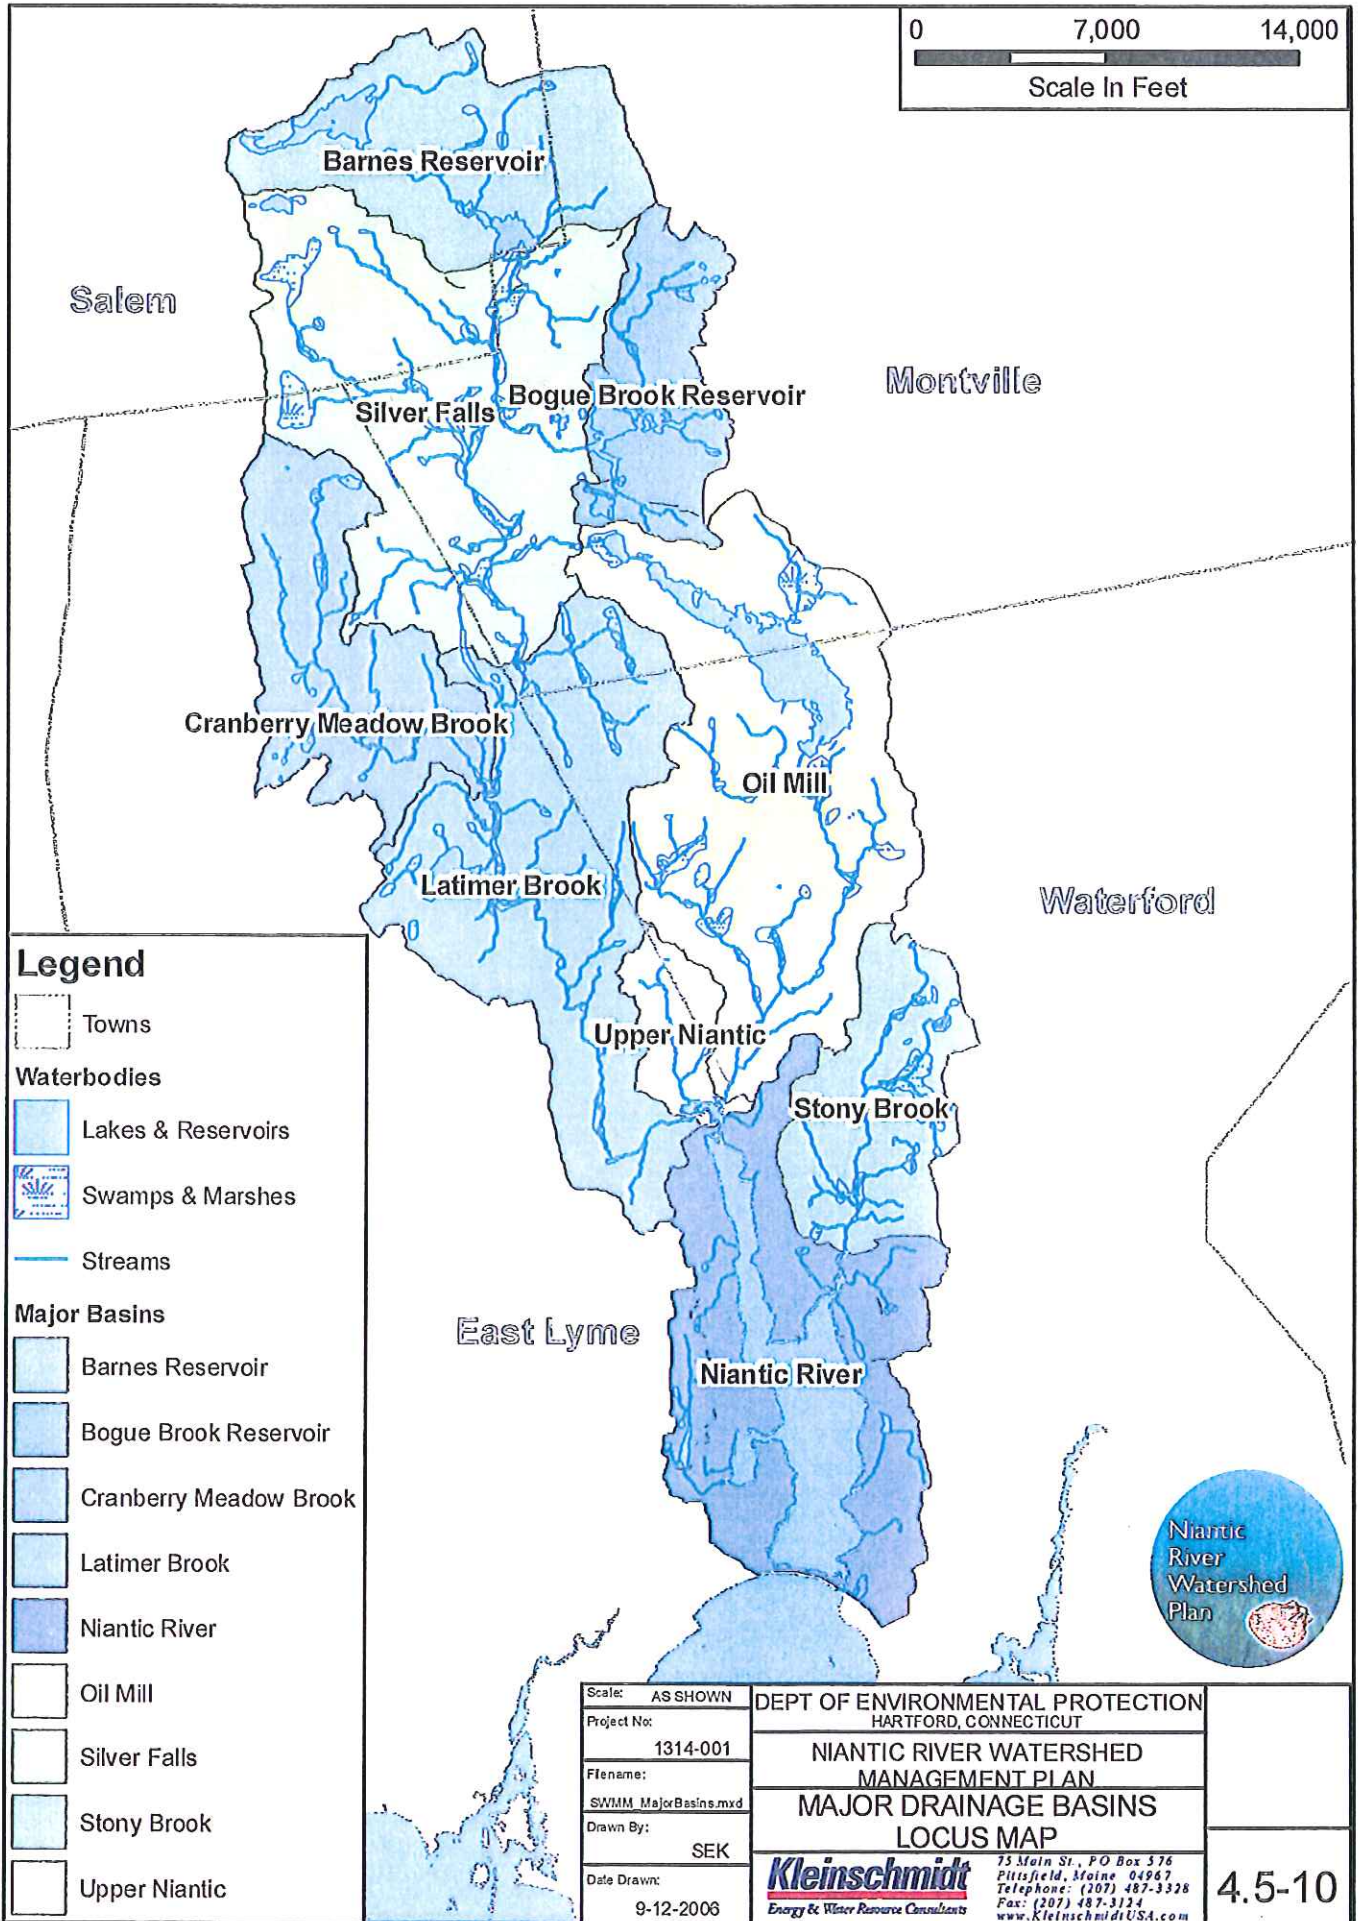 0 7,000 14,000
Scale In Feet
Barnes Reservoir
Salem
Montville
Bogue Brook Reservoir
Silver Falls
Cranberry Meadow Brook
Oil Mill
Latimer Brook
Waterford
Upper Niantic
Stony Brook
East Lyme
Niantic River
Legend
Towns
Waterbodies
Lakes & Reservoirs
Swamps & Marshes
Streams
Major Basins
Barnes Reservoir
Bogue Brook Reservoir
Cranberry Meadow Brook
Latimer Brook
Niantic River
Oil Mill
Silver Falls
Stony Brook
Upper Niantic
Niantic
River
Watershed
Plan
Scale: AS SHOWN
Project No:
1314-001
Filename:
SWMM_MajorBasins.mxd
Drawn By:
SEK
Date Drawn:
9-12-2006
DEPT OF ENVIRONMENTAL PROTECTION
HARTFORD, CONNECTICUT
NIANTIC RIVER WATERSHED
MANAGEMENT PLAN
MAJOR DRAINAGE BASINS
LOCUS MAP
Kleinschmidt
Energy & Water Resource Consultants
75 Main St., PO Box 576
Pittsfield, Maine 04967
Telephone: (207) 487-3328
Fax: (207) 487-3124
www.KleinschmidtUSA.com
4.5-10